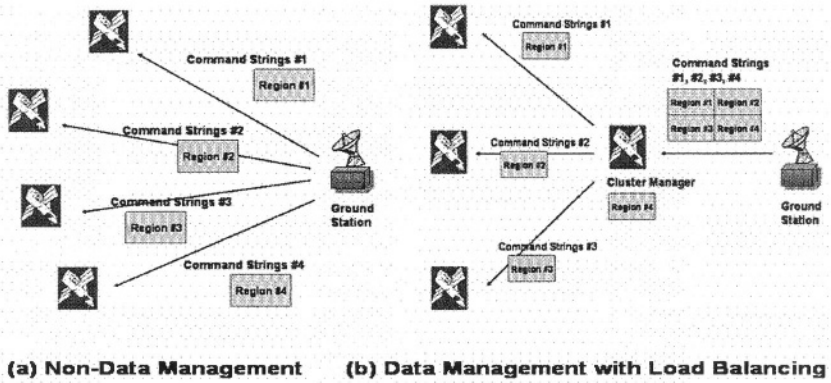 Command Strings #1
Region #1
Command Strings #2
Region #2
Command Strings #3
Region #3
Command Strings #4
Region #4
Ground
Station
(a) Non-Data Management
Command Strings #1
Region #1
Command Strings #2
Region #2
Command Strings #3
Region #3
Cluster Manager
Region #4
Command Strings
#1, #2, #3, #4
Region #1 Region #2
Region #3 Region #4
Ground
Station
(b) Data Management with Load Balancing